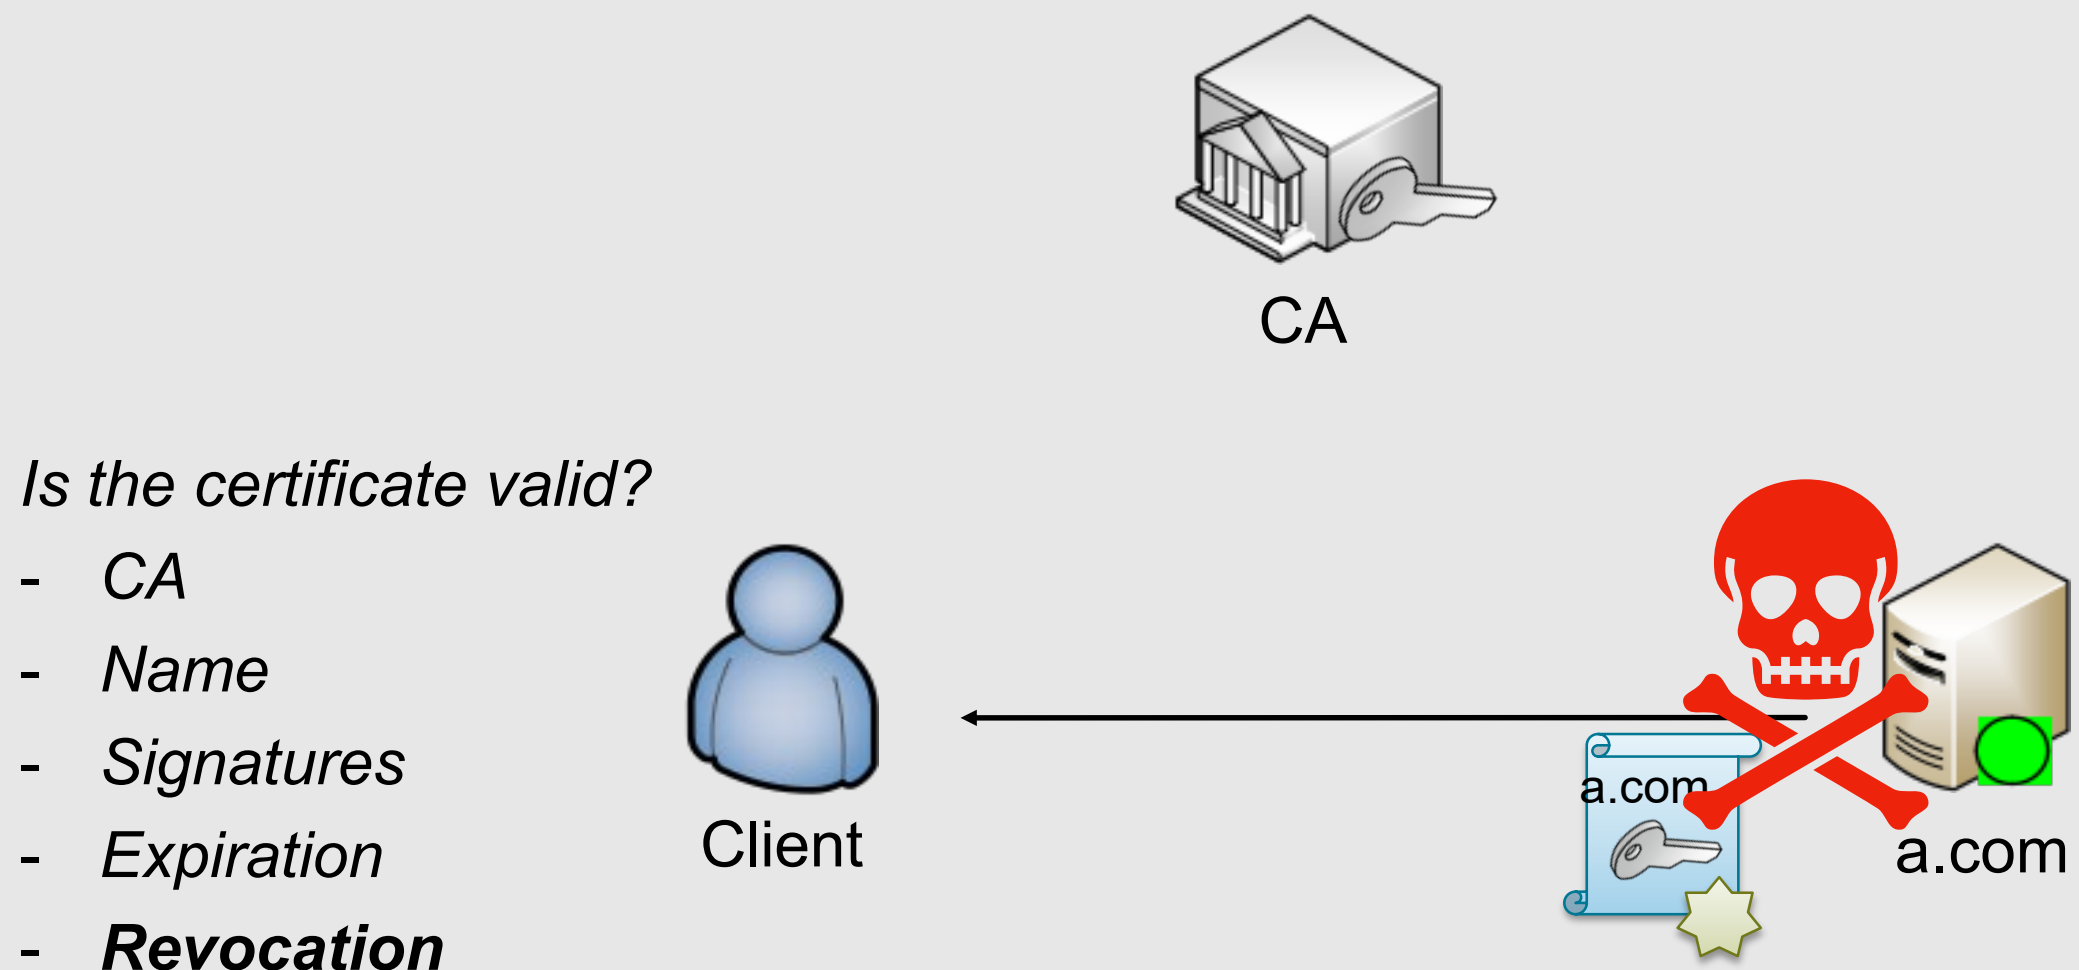 CA
Is the certificate valid?
- CA
- Name
- Signatures
- Expiration
- Revocation
Client
a.com
a.com